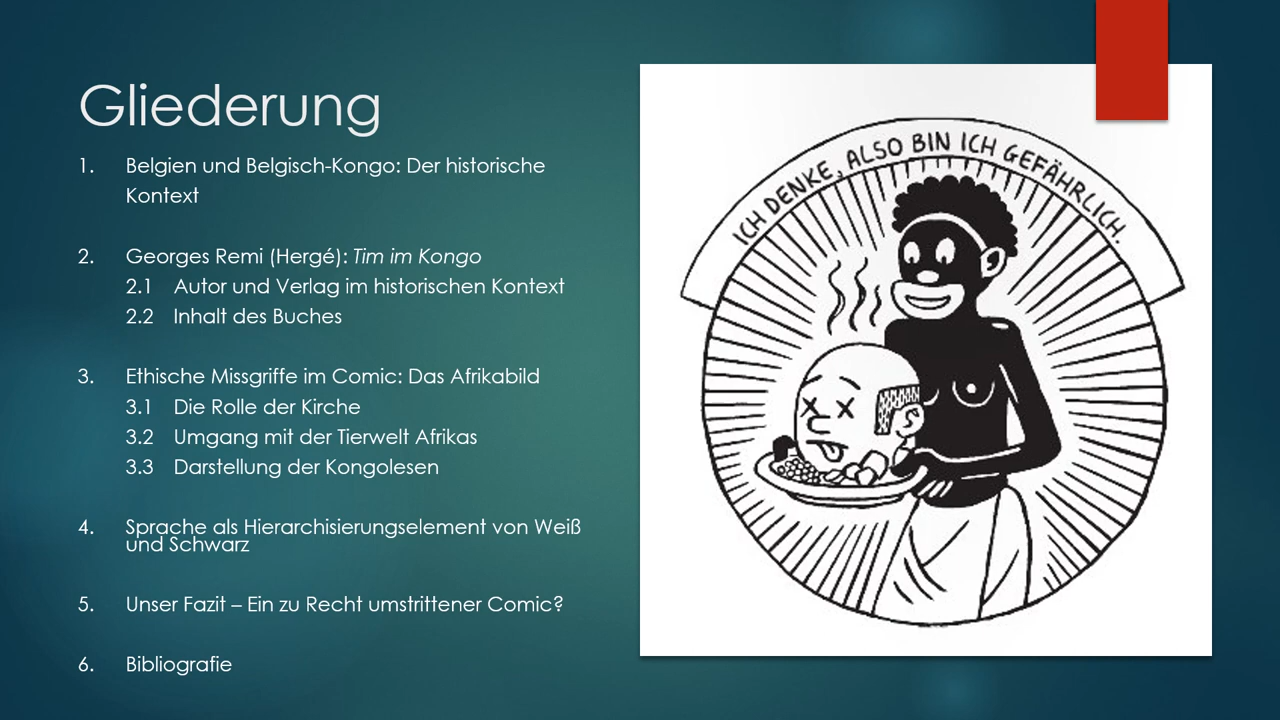 Gliederung
1. Belgien und Belgisch-Kongo: Der historische
Kontext
2. Georges Remi (Hergé): Tim im Kongo
2.1 Autor und Verlag im historischen Kontext
2.2 Inhalt des Buches
3. Ethische Missgriffe im Comic: Das Afrikabild
3.1 Die Rolle der Kirche
3.2 Umgang mit der Tierwelt Afrikas
3.3 Darstellung der Kongolesen
4. Sprache als Hierarchisierungselement von Weiß
und Schwarz
5. Unser Fazit – Ein zu Recht umstrittener Comic?
6. Bibliografie
ICH DENKE, ALSO BIN ICH GEFÄHRLICH.